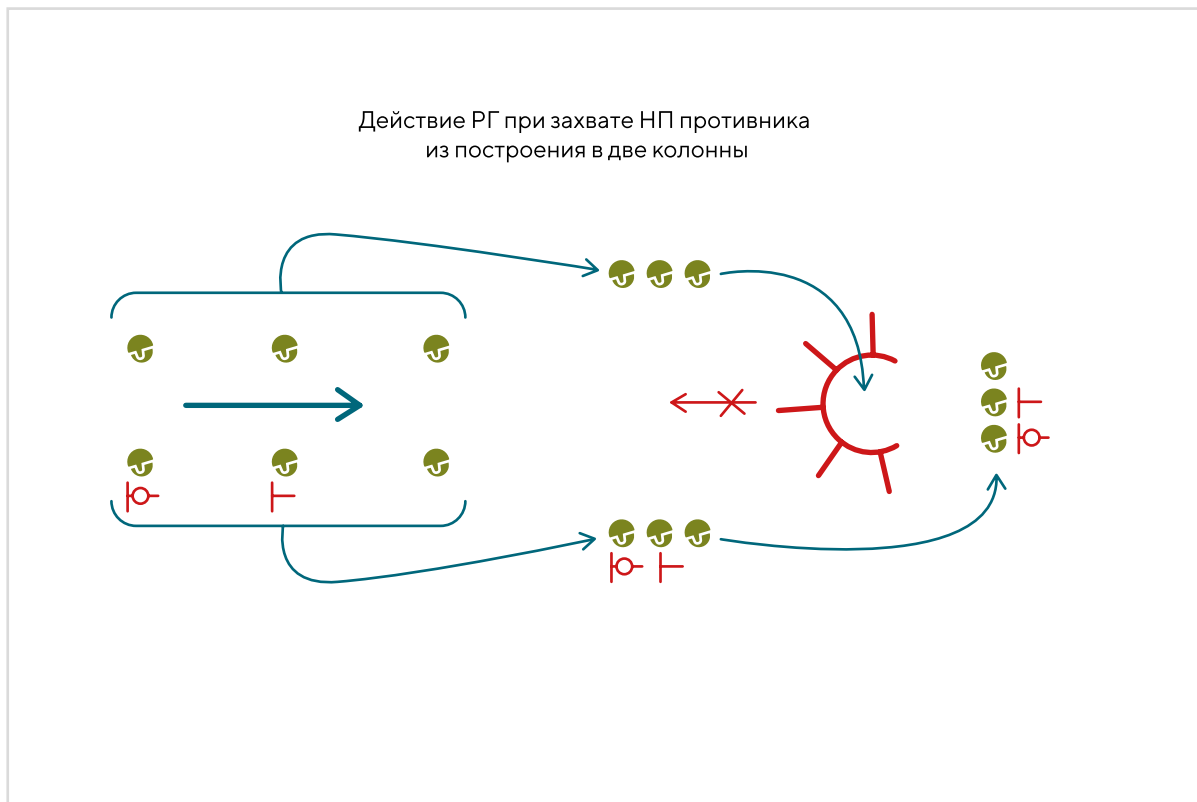 Действие РГ при захвате НП противника
из построения в две колонны